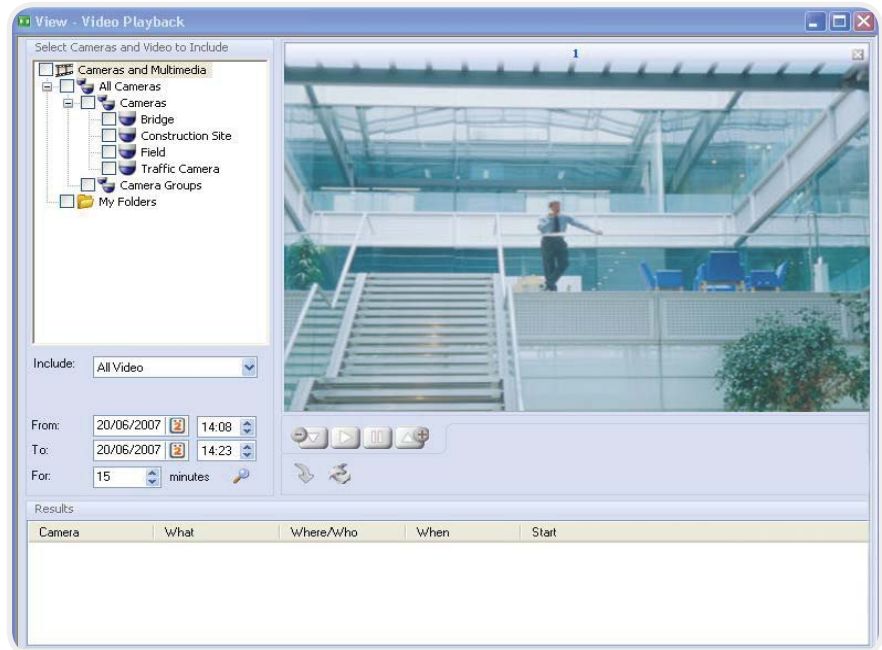 View - Video Playback
Select Cameras and Video to Include
Cameras and Multimedia
All Cameras
Cameras
Bridge
Construction Site
Field
Traffic Camera
Camera Groups
My Folders
Include: All Video
From: 20/06/2007 2 14:08
To: 20/06/2007 2 14:23
For: 15 minutes
1
Results
Camera What Where/Who When Start